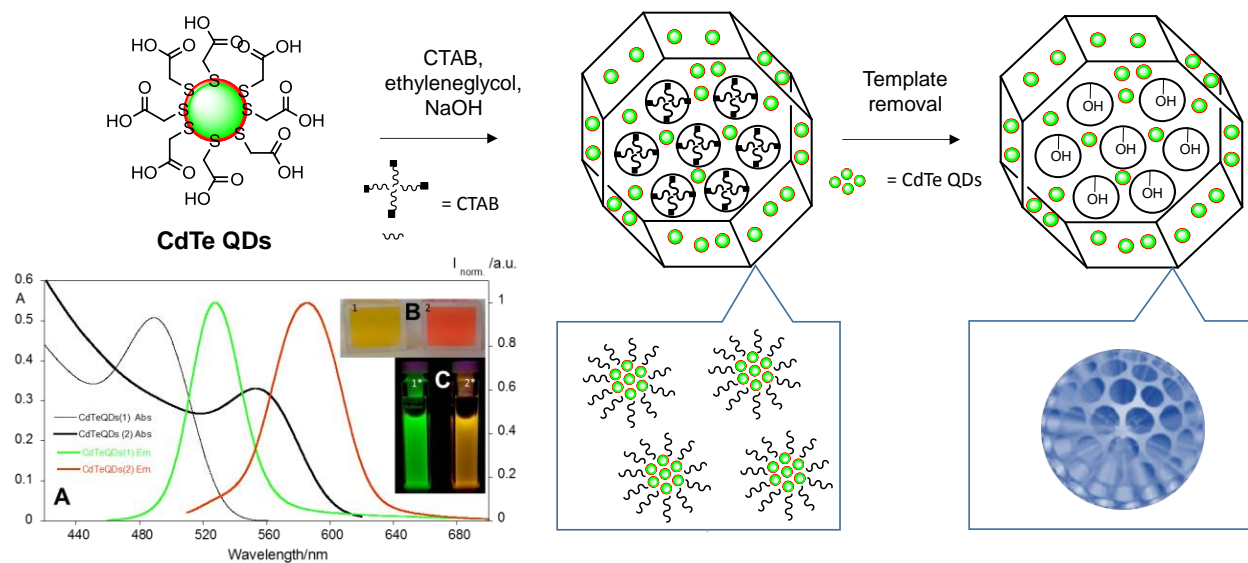 HO
O
O
OH
O
OH
HO
O
O
OH
S
S
S
S
S
S
S
S
HO
O
O
OH
HO
O
O
OH
CdTe QDs
CTAB,
ethyleneglycol,
NaOH
= CTAB
Template
removal
= CdTe QDs
OH
OH
OH
OH
OH
OH
OH
I norm. /a.u.
0.6
A
0.5
0.4
0.3
0.2
0.1
0
1
0.8
0.6
0.4
0.2
0
1
B
2
1*
C
2*
CdTeQDs(1) Abs
CdTeQDs (2) Abs
CdTeQDs(1) Em
CdTeQDs(2) Em
A
440
480
520
560
600
640
680
Wavelength/nm